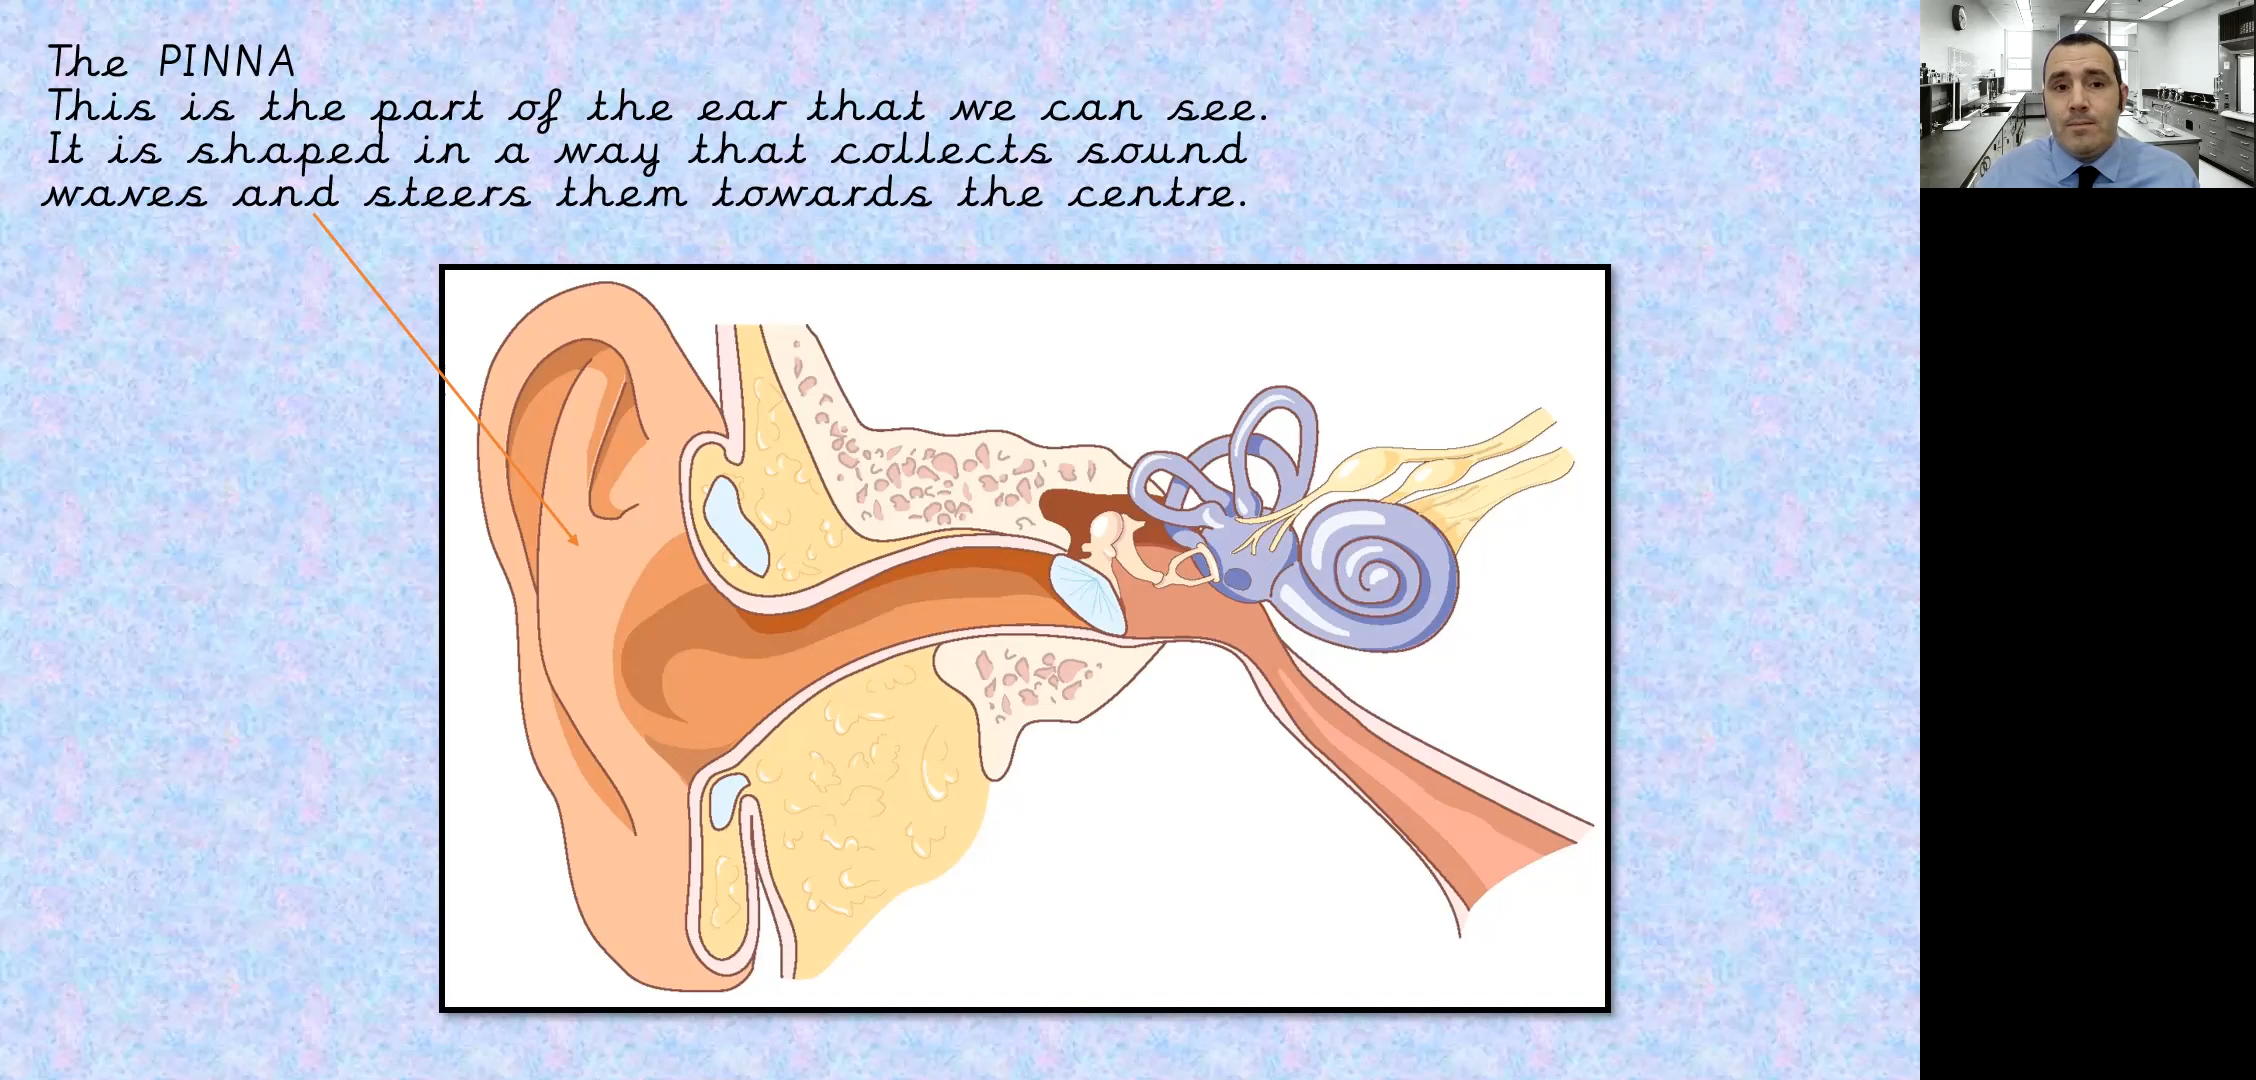 The PINNA
This is the part of the ear that we can see.
It is shaped in a way that collects sound
waves and steers them towards the centre.